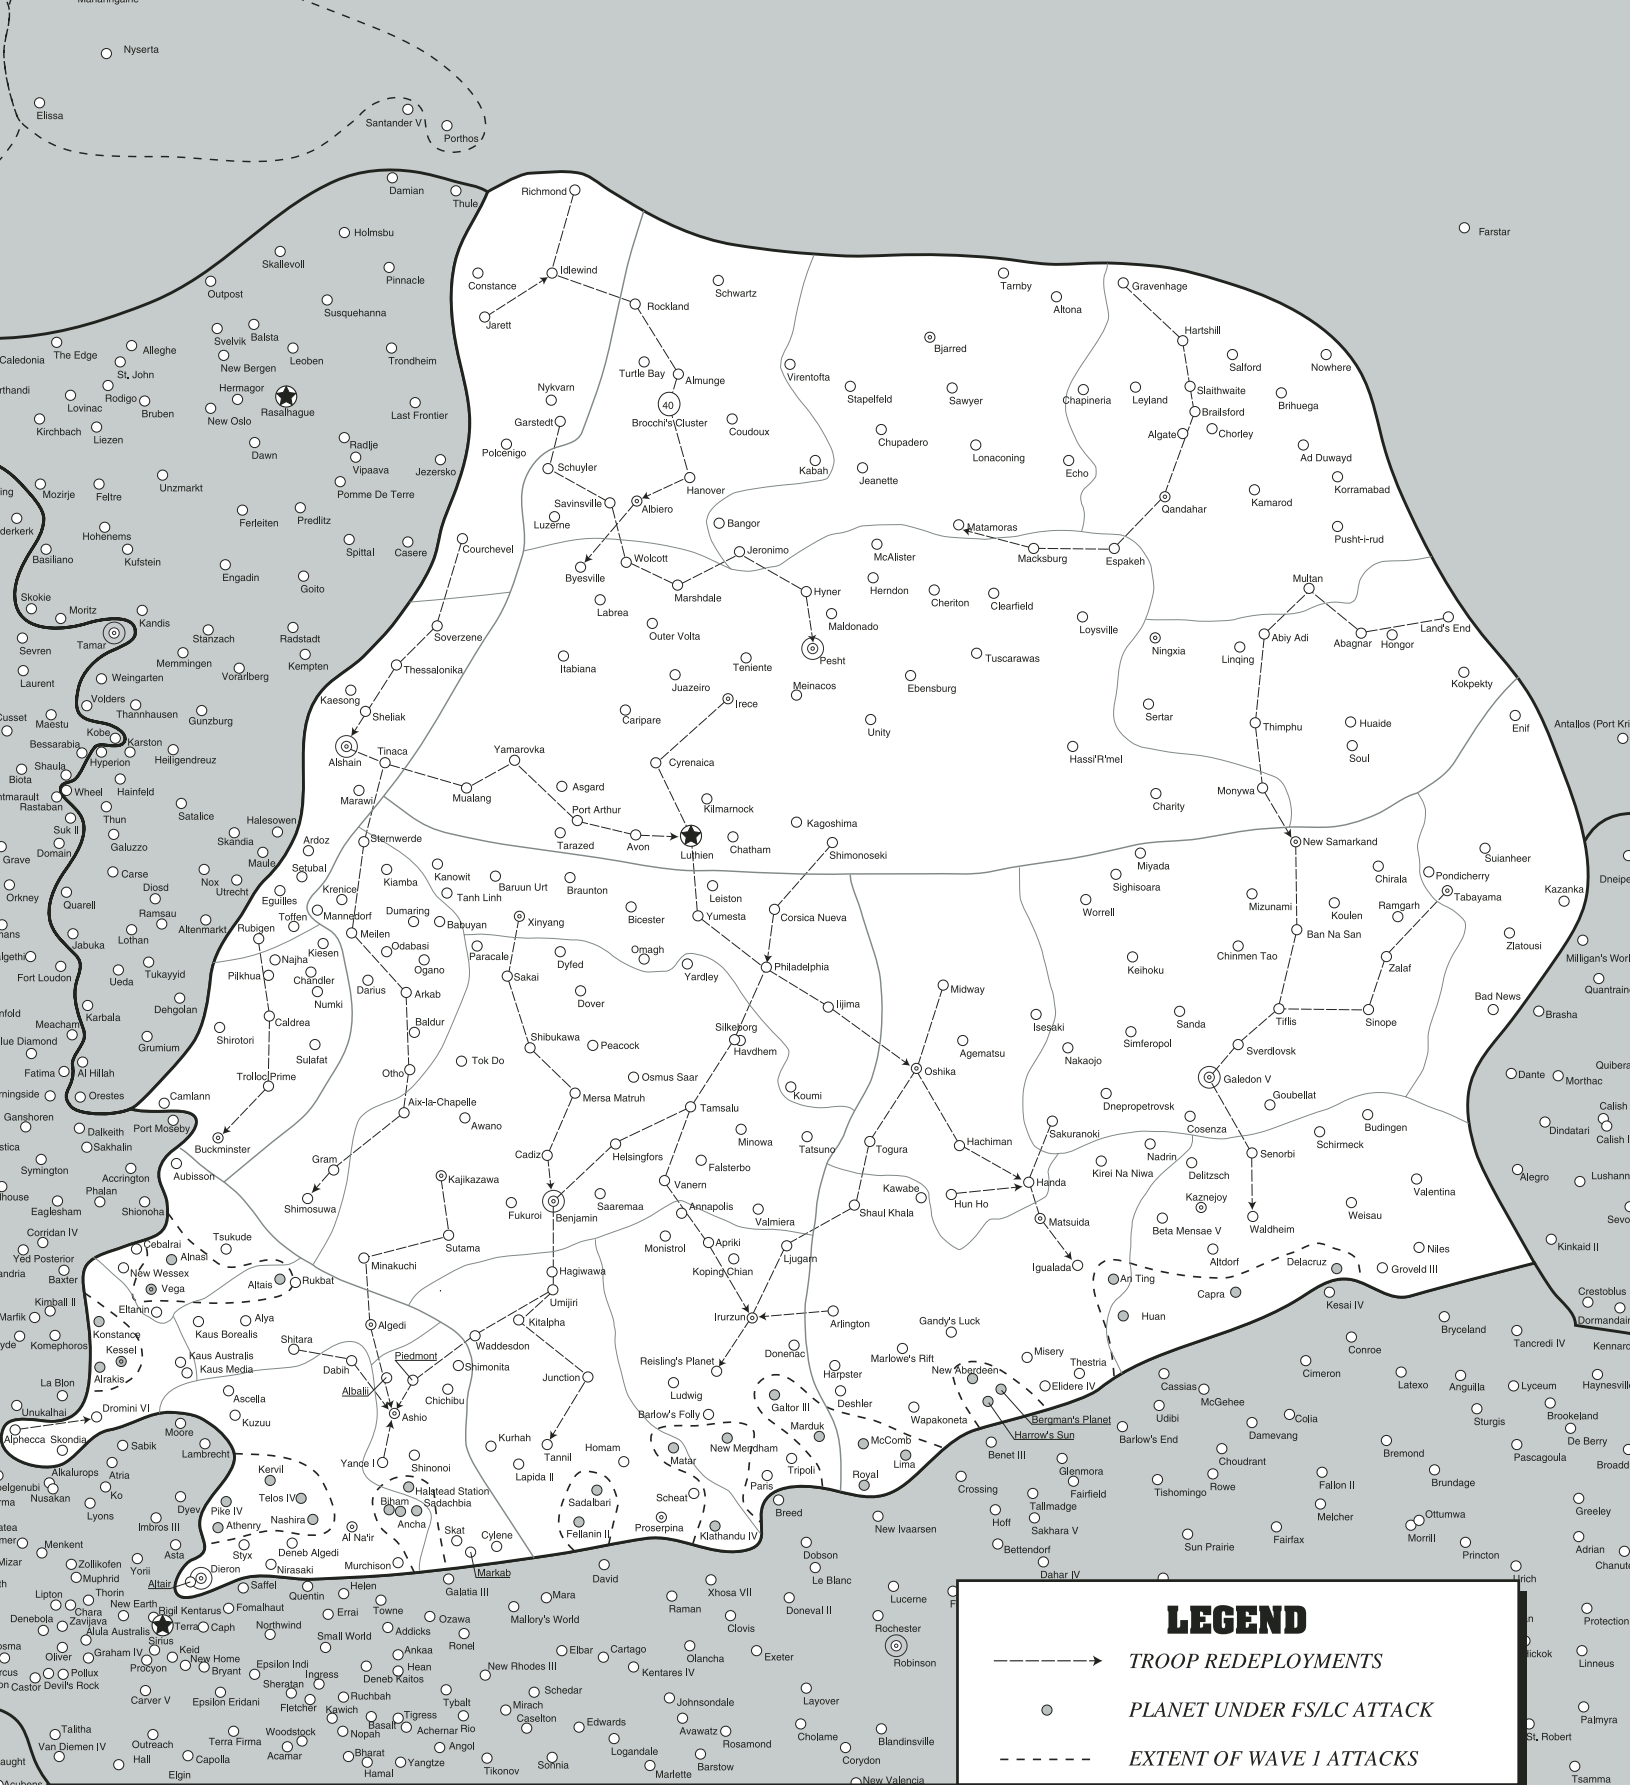 Nyserta
Elissa
Santander V
Porthos
Damian
Thule
Richmond
Holmsbu
Farstar
Skallevoll
Pinnacle
Outpost
Constance
Idlewind
Schwartz
Tarnby
Altona
Gravenhage
Susquehanna
Jarett
Rockland
Svelvik
Balsta
Hartshill
Caledonia
The Edge
Alleghe
Leoben
Trondheim
Bjarred
St. John
New Bergen
Turtle Bay
Almunge
Virentofta
Salford
Nowhere
Hermagor
Rasalhague
Nykvarn
40
Stapelfeld
Sawyer
Chapineria
Leyland
Slaithwaite
Brihuega
Lovinac
Rodigo
Bruben
New Oslo
Last Frontier
Garstedt
Brocchi's Cluster
Coudoux
Brailsford
Kirchbach
Liezen
Dawn
Radlje
Polcenigo
Chupadero
Lonaconing
Algate
Chorley
Ad Duwayd
Vipaava
Jezersko
Schuyler
Kabah
Jeanette
Echo
Mozirje
Feltre
Unzmarkt
Pomme De Terre
Hanover
Korramabad
Savinsville
Albiero
Kamarod
Qandahar
Ferleiten
Predlitz
Luzerne
Bangor
Matamoras
Hohenems
Basiliano
Kufstein
Spittal
Casere
Courchevel
Wolcott
Jeronimo
McAlister
Macksburg
Espakeh
Pusht-i-rud
Engadin
Goito
Byesville
Marshdale
Hyner
Herndon
Cheriton
Clearfield
Multan
Skokie
Moritz
Kandis
Labrea
Maldonado
Loysville
Tamar
Sevren
Stanzach
Radstadt
Soverzene
Outer Volta
Pesht
Ningxia
Linqing
Abiy Adi
Abagnar
Hongor
Land's End
Laurent
Memmingen
Vorarlberg
Kempten
Thessalonika
Itabiana
Teniente
Tuscarawas
Weingarten
Juazeiro
Meinacos
Ebensburg
Kokpekty
Volders
Thannhausen
Gunzburg
Kaesong
Sheliak
Caripare
Irece
Unity
Sertar
Thimphu
Huaide
Enif
Antallos (Port Kri
Maestu
Kobe
Karston
Bessarabia
Hyperion
Heiligendreuz
Alshain
Tinaca
Yamarovka
Cyrenaica
Hassi'R'mel
Soul
Shaula
Biota
Wheel
Hainfeld
Marawi
Mualang
Asgard
Kilmarnock
Charity
Monywa
Rastaban
Suk II
Thun
Satalice
Halesowen
Skandia
Port Arthur
Kagoshima
Domain
Galuzzo
Maule
Ardoz
Sternwerde
Tarazed
Avon
Luthien
Chatham
Shimonoseki
New Samarkand
Grave
Carse
Nox
Utrecht
Setubal
Kiamba
Kanowit
Baruun Urt
Braunton
Leiston
Miyada
Sighisoara
Chirala
Pondicherry
Suianheer
Orkney
Quarell
Diosd
Ramsau
Eguilles
Krenice
Tanh Linh
Tabayama
Kazanka
Toffen
Mannedorf
Dumaring
Babuyan
Xinyang
Bicester
Yumesta
Corsica Nueva
Worrell
Mizunami
Koulen
Ramgarh
Altenmarkt
Rubigen
Meilen
Jabuka
Lothan
Kiesen
Odabasi
Paracale
Omagh
Chinmen Tao
Ban Na San
Zlatousi
Fort Loudon
Ueda
Tukayyid
Najha
Pilkhua
Chandler
Ogano
Sakai
Dyfed
Yardley
Philadelphia
Keihoku
Zalaf
Milligan's Worl
Karbala
Dehgolan
Numki
Darius
Arkab
Dover
Iijima
Midway
Bad News
Meacham
Caldrea
Baldur
Silkeborg
Isesaki
Sanda
Tiflis
Sinope
Brasha
Grumium
Shirotori
Sulafat
Shibukawa
Peacock
Havdhem
Agematsu
Nakaojo
Simferopol
Sverdlovsk
Fatima
Al Hillah
Trolloc Prime
Otho
Tok Do
Osmus Saar
Oshika
Galedon V
Dante
Morthac
Orestes
Camlann
Aix-la-Chapelle
Mersa Matruh
Koumi
Dnepropetrovsk
Goubellat
Ganshoren
Dalkeith
Port Moseby
Awano
Tamsalu
Sakuranoki
Cosenza
Budingen
Dindatari
Sakhalin
Buckminster
Minowa
Tatsuno
Togura
Hachiman
Schirmeck
Symington
Accrington
Aubisson
Gram
Cadiz
Helsingfors
Falsterbo
Kirei Na Niwa
Nadrin
Delitzsch
Senorbi
Alegro
Phalan
Kajikazawa
Vanern
Handa
Eaglesham
Shionoha
Shimosuwa
Fukuroi
Benjamin
Saaremaa
Annapolis
Valmiera
Shaul Khala
Kawabe
Hun Ho
Matsuida
Kaznejoy
Beta Mensae V
Waldheim
Weisau
Valentina
Corridan IV
Cebalrai
Tsukude
Sutama
Monistrol
Apriki
Yed Posterior
Alnasl
New Wessex
Minakuchi
Koping Chian
Ljugarn
Igualada
Altdorf
Niles
Kinkaid II
Baxter
Vega
Altais
Rukbat
Hagiwawa
An Ting
Delacruz
Groveld III
Kimball II
Eltanin
Umijiri
Capra
Kesai IV
Crestoblus
Konstance
Alya
Kaus Borealis
Algedi
Kitalpha
Irurzun
Arlington
Huan
Dormandain
Komephoros
Kessel
Shitara
Waddesdon
Gandy's Luck
Bryceland
Tancredi IV
Conroe
Kaus Australis
Kaus Media
Dabih
Piedmont
Shimonita
Reisling's Planet
Donenac
Marlowe's Rift
Misery
Thestria
Cimeron
La Blon
Alrakis
Junction
Harpster
New Aberdeen
Elidere IV
Cassias
Latexo
Anguilla
Lyceum
Haynesvill
Unukalhai
Dromini VI
Ascella
Albalii
Chichibu
Ludwig
Galtor III
Deshler
McGehee
Kuzuu
Ashio
Barlow's Folly
Marduk
Wapakoneta
Bergman's Planet
Udibi
Colia
Sturgis
Brookeland
Alphecca
Skondia
Moore
Harrow's Sun
Barlow's End
Damevang
De Berry
Sabik
Lambrecht
Kurhah
Tannil
Homam
New Mendham
McComb
Lima
Benet III
Bremond
Pascagoula
Alkalurops
Atria
Kervil
Yance I
Shinonoi
Lapida II
Matar
Tripoli
Royal
Glenmora
Choudrant
Ko
Nusakan
Telos IV
Halstead Station
Paris
Crossing
Fairfield
Tishomingo
Rowe
Fallon II
Brundage
Lyons
Dyev
Pike IV
Biham
Sadachbia
Sadalbari
Scheat
Breed
Tallmadge
Greeley
Imbros III
Athenry
Nashira
Ancha
Hoff
Melcher
Ottumwa
Menkent
Asta
Al Na'ir
Skat
Fellanin II
Proserpina
Klathandu IV
New Ivaarsen
Sakhara V
Fairfax
Morrill
Styx
Deneb Algedi
Cylene
Bettendorf
Sun Prairie
Princton
Adrian
Zollikofen
Yorii
Nirasaki
Murchison
Dobson
Muphrid
Altair
Dieron
Markab
David
Le Blanc
Dahar IV
Lipton
Thorin
Saffel
Quentin
Helen
Galatia III
Mara
Xhosa VII
Lucerne
Chara
New Earth
Rigil Kentarus
Fomalhaut
Errai
Towne
Mallory's World
Raman
Doneval II
Denebola
Zavijava
Alula Australis
Terra
Caph
Northwind
Addicks
Ozawa
Clovis
Rochester
Protection
Sirius
Small World
Ronel
Oliver
Graham IV
Keid
Ankaa
Elbar
Cartago
Olancha
Exeter
Robinson
Procyon
New Home
Bryant
Epsilon Indi
Ingress
Hean
New Rhodes III
Kentares IV
Linneus
Castor
Pollux
Devil's Rock
Deneb Kaitos
Carver V
Epsilon Eridani
Sheratan
Fletcher
Ruchbah
Tybalt
Schedar
Johnsondale
Layover
Kawich
Tigress
Mirach
Palmyra
Talitha
Basalt
Achernar
Rio
Caselton
Edwards
Avawatz
Van Diemen IV
Outreach
Terra Firma
Woodstock
Nopah
Rosamond
Cholame
Blandinsville
St. Robert
Hall
Capolla
Acamar
Bharat
Angol
Logandale
Elgin
Hamal
Yangtze
Tikonov
Sonnia
Marlette
Barstow
Corydon
New Valencia
Tsamma
LEGEND
TROOP REDEPLOYMENTS
PLANET UNDER FS/LC ATTACK
EXTENT OF WAVE 1 ATTACKS